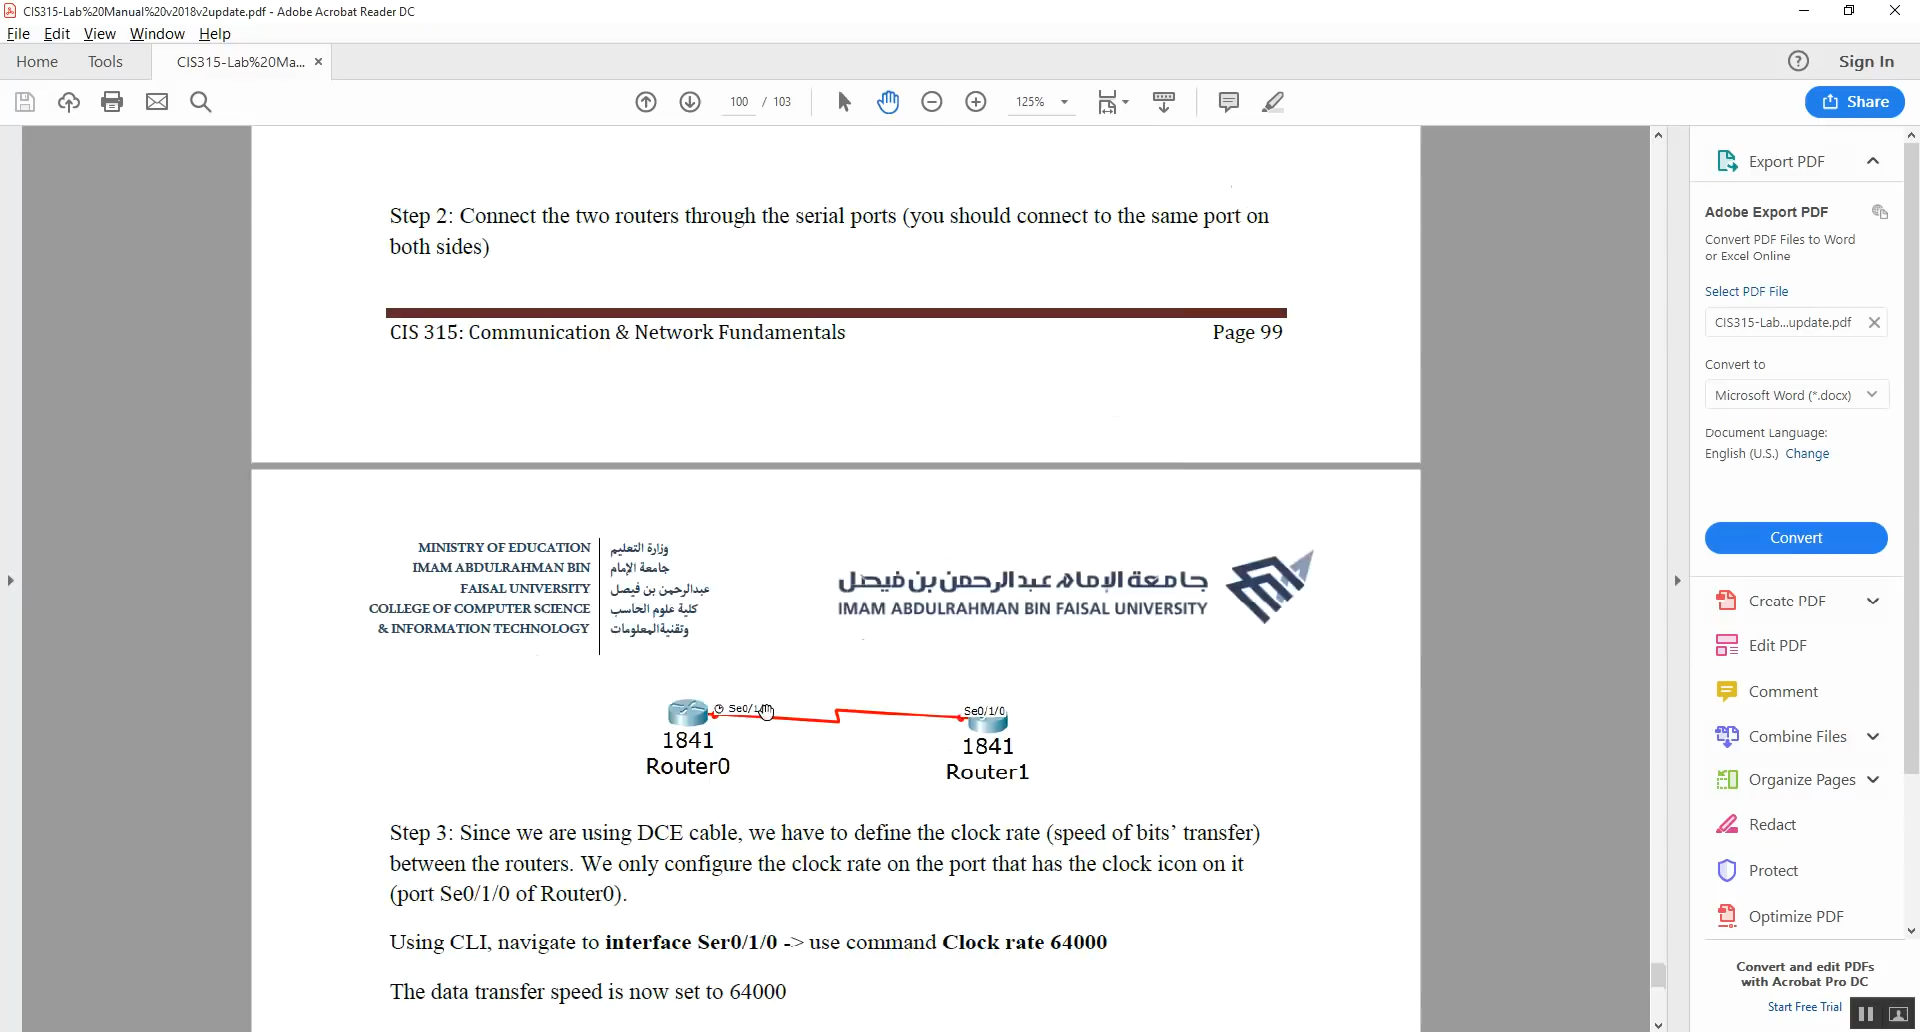 CIS315-Lab%20Manual%20v2018v2update.pdf - Adobe Acrobat Reader DC
File Edit View Window Help
Home Tools CIS315-Lab%20Ma... ×
Sign In
100 / 103
125%
Share
Step 2: Connect the two routers through the serial ports (you should connect to the same port on
both sides)
CIS 315: Communication & Network Fundamentals Page 99
MINISTRY OF EDUCATION
IMAM ABDULRAHMAN BIN
FAISAL UNIVERSITY
COLLEGE OF COMPUTER SCIENCE
& INFORMATION TECHNOLOGY
وزارة التعليم
جامعة الإمام
عبدالرحمن بن فيصل
كلية علوم الحاسب
وتقنية المعلومات
جامعة الإمام عبد الرحمن بن فيصل
IMAM ABDULRAHMAN BIN FAISAL UNIVERSITY
Se0/1/
Se0/1/0
1841
Router0
1841
Router1
Step 3: Since we are using DCE cable, we have to define the clock rate (speed of bits’ transfer)
between the routers. We only configure the clock rate on the port that has the clock icon on it
(port Se0/1/0 of Router0).
Using CLI, navigate to interface Ser0/1/0 -> use command Clock rate 64000
The data transfer speed is now set to 64000
Export PDF
Adobe Export PDF
Convert PDF Files to Word
or Excel Online
Select PDF File
CIS315-Lab...update.pdf ×
Convert to
Microsoft Word (*.docx)
Document Language:
English (U.S.) Change
Convert
Create PDF
Edit PDF
Comment
Combine Files
Organize Pages
Redact
Protect
Optimize PDF
Convert and edit PDFs
with Acrobat Pro DC
Start Free Trial